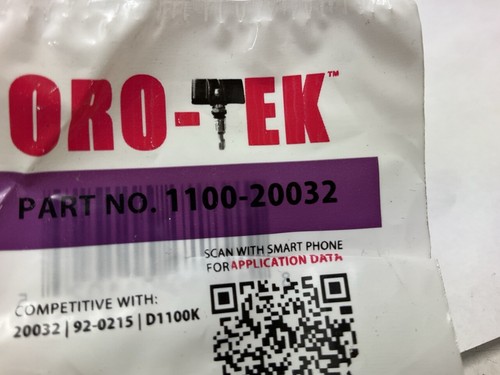 ORO-TEK™
PART NO. 1100-20032
SCAN WITH SMART PHONE
FOR APPLICATION DATA
COMPETITIVE WITH:
20032 | 92-0215 | D1100K